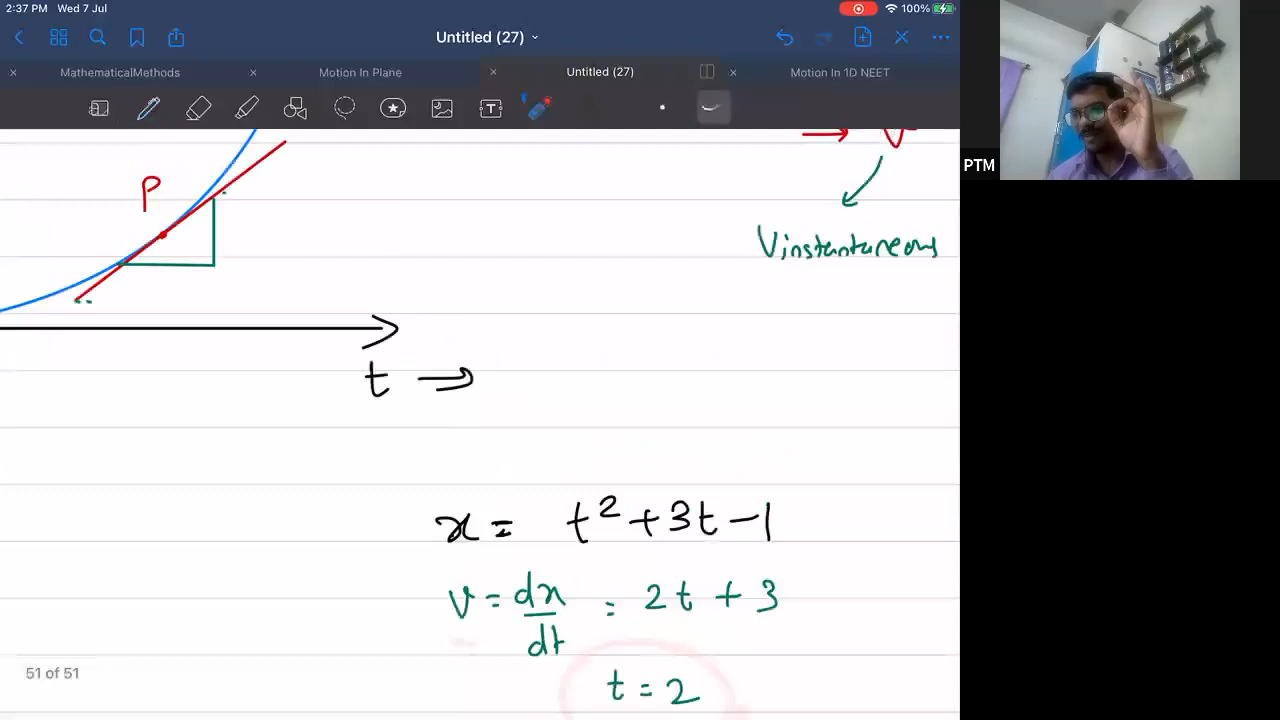 2:37 PM Wed 7 Jul
100%
Untitled (27)
MathematicalMethods
Motion In Plane
Untitled (27)
Motion In 1D NEET
PTM
P
V
Vinstantaneous
t →
x = t² + 3t - 1
v = dx/dt = 2t + 3
t = 2
51 of 51